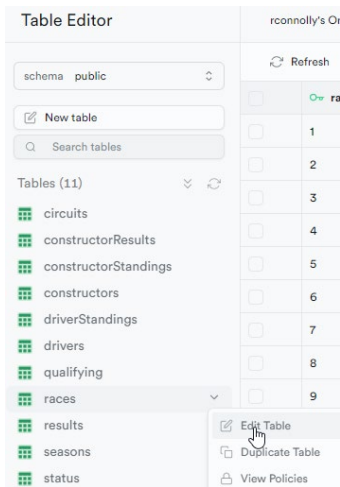 Table Editor
rconnolly's Or
Refresh
schema public
ra
New table
1
Search tables
2
Tables (11)
3
circuits
4
constructorResults
constructorStandings
5
constructors
6
driverStandings
7
drivers
8
qualifying
races
9
results
Edit Table
seasons
Duplicate Table
status
View Policies